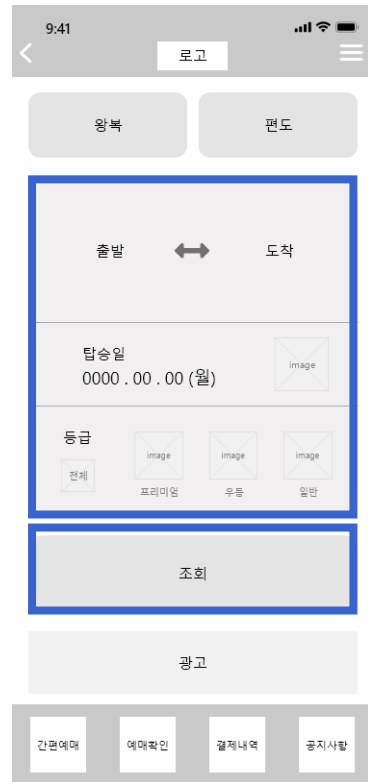 9:41
로고
왕복 편도
출발 도착
탑승일
0000 . 00 . 00 (월)
image
등급
전체
image image image
프리미엄 우등 일반
조회
광고
간편예매 예매확인 결제내역 공지사항